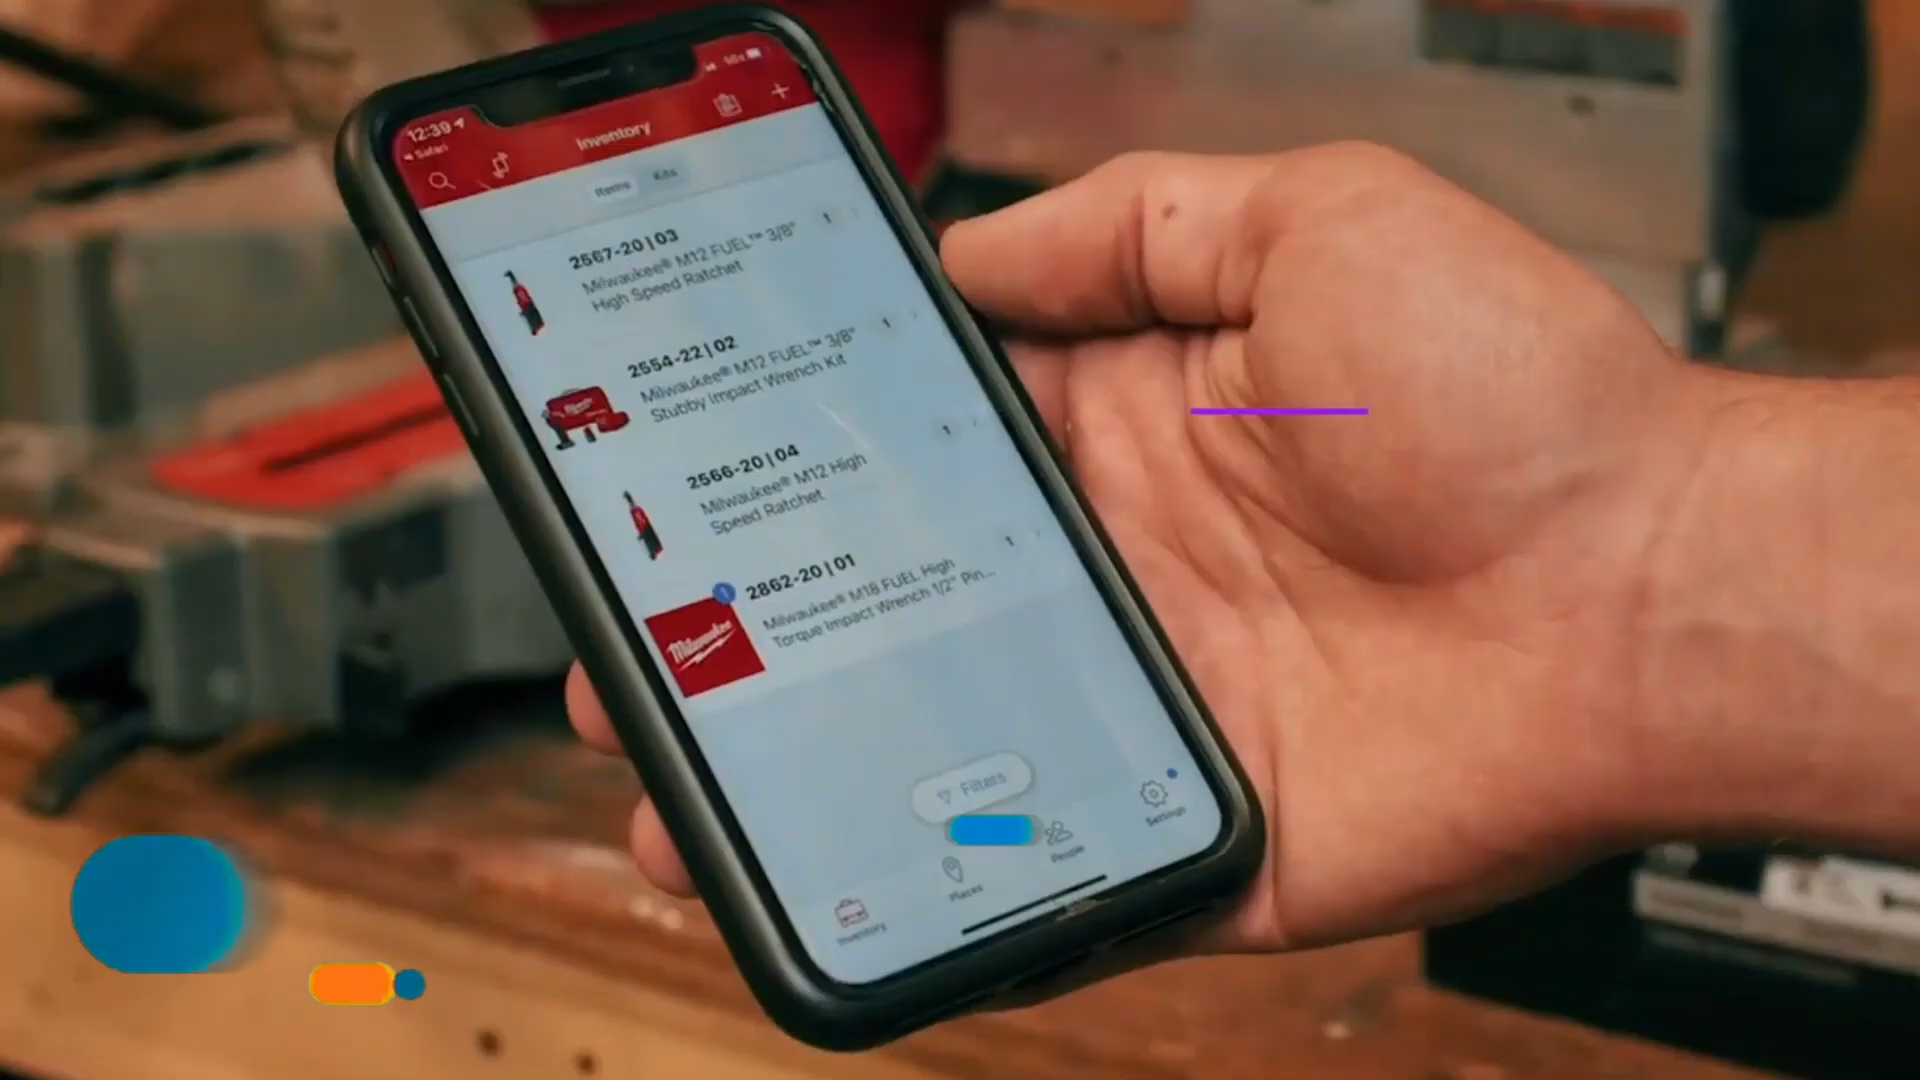 12:39
Safari
Inventory
Items Kits
2567-20 | 03
Milwaukee® M12 FUEL™ 3/8"
High Speed Ratchet
1
2554-22 | 02
Milwaukee® M12 FUEL™ 3/8"
Stubby Impact Wrench Kit
1
2566-20 | 04
Milwaukee® M12 High
Speed Ratchet
1
2862-20 | 01
Milwaukee® M18 FUEL High
Torque Impact Wrench 1/2" Pin...
1
1
Milwaukee
Filters
Inventory
Places
People
Settings